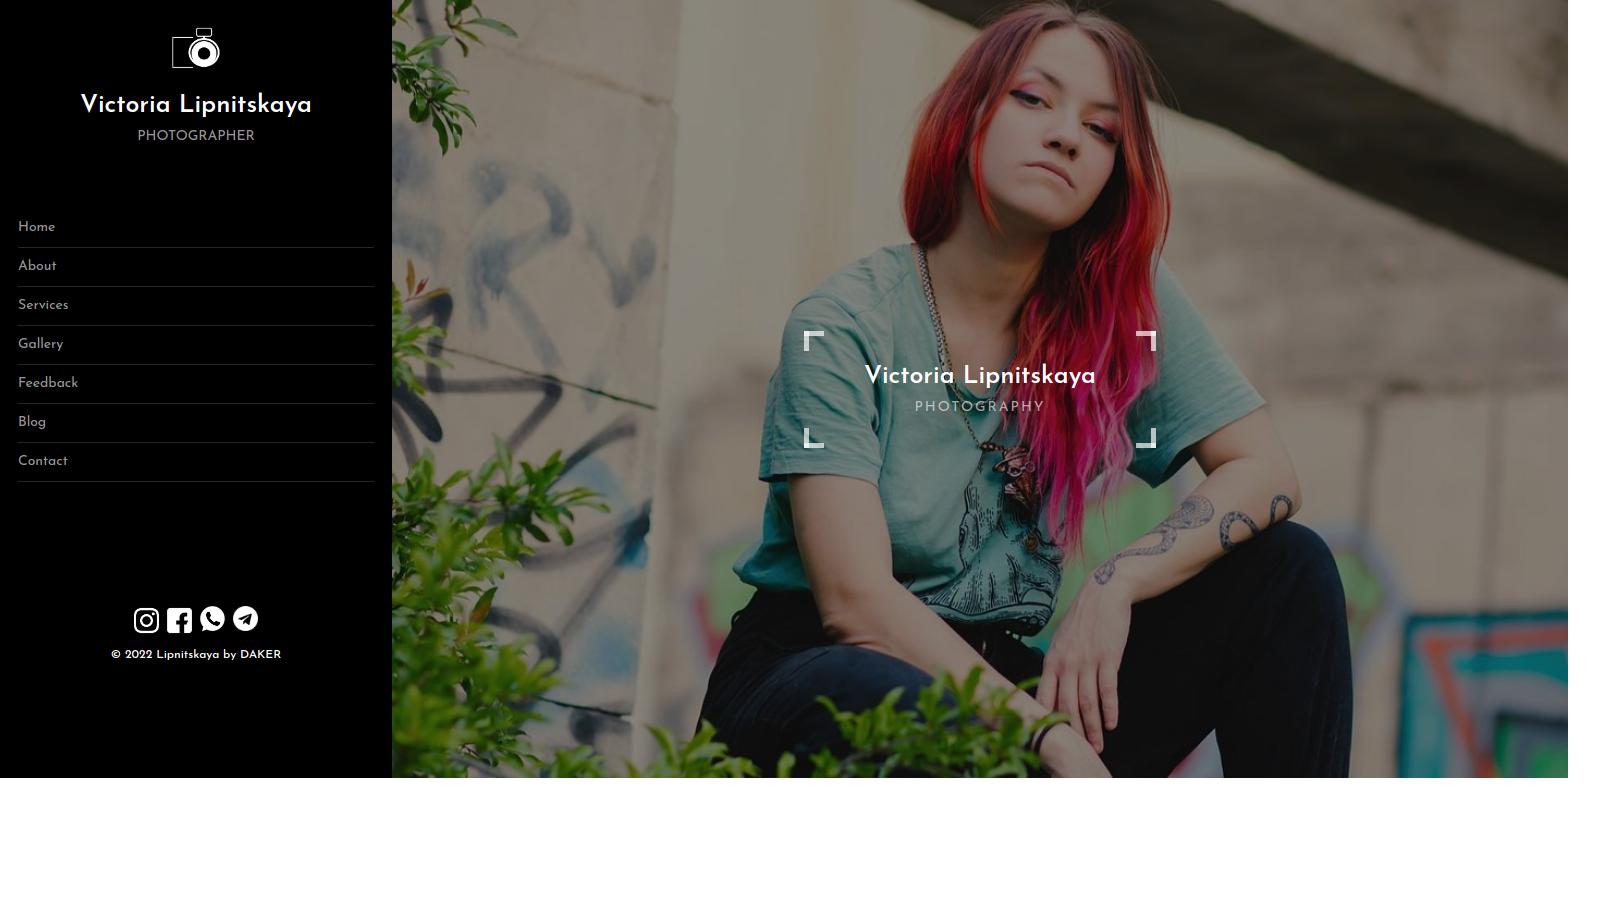 Victoria Lipnitskaya
PHOTOGRAPHER
Home
About
Services
Gallery
Feedback
Blog
Contact
© 2022 Lipnitskaya by DAKER
Victoria Lipnitskaya
PHOTOGRAPHY